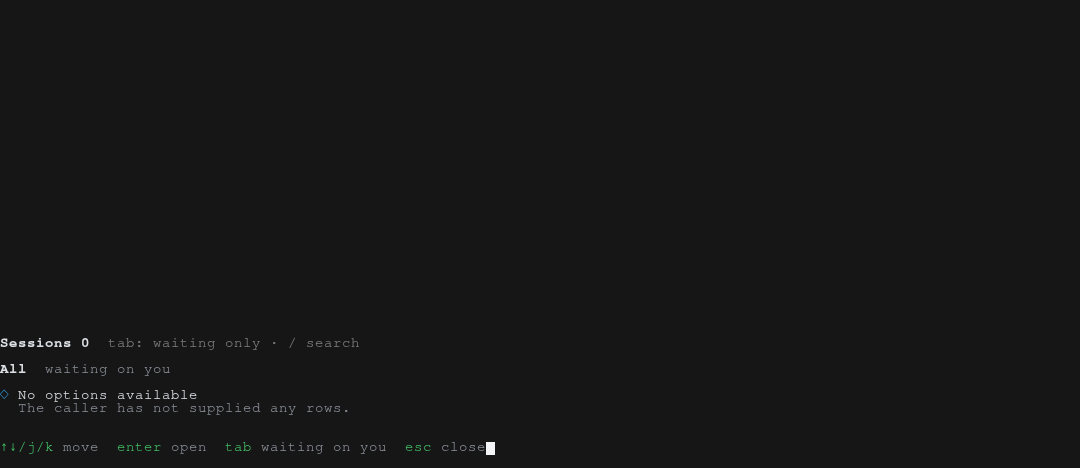 Sessions 0  tab: waiting only · / search
All  waiting on you
◇ No options available
The caller has not supplied any rows.
↑↓/j/k move  enter open  tab waiting on you  esc close